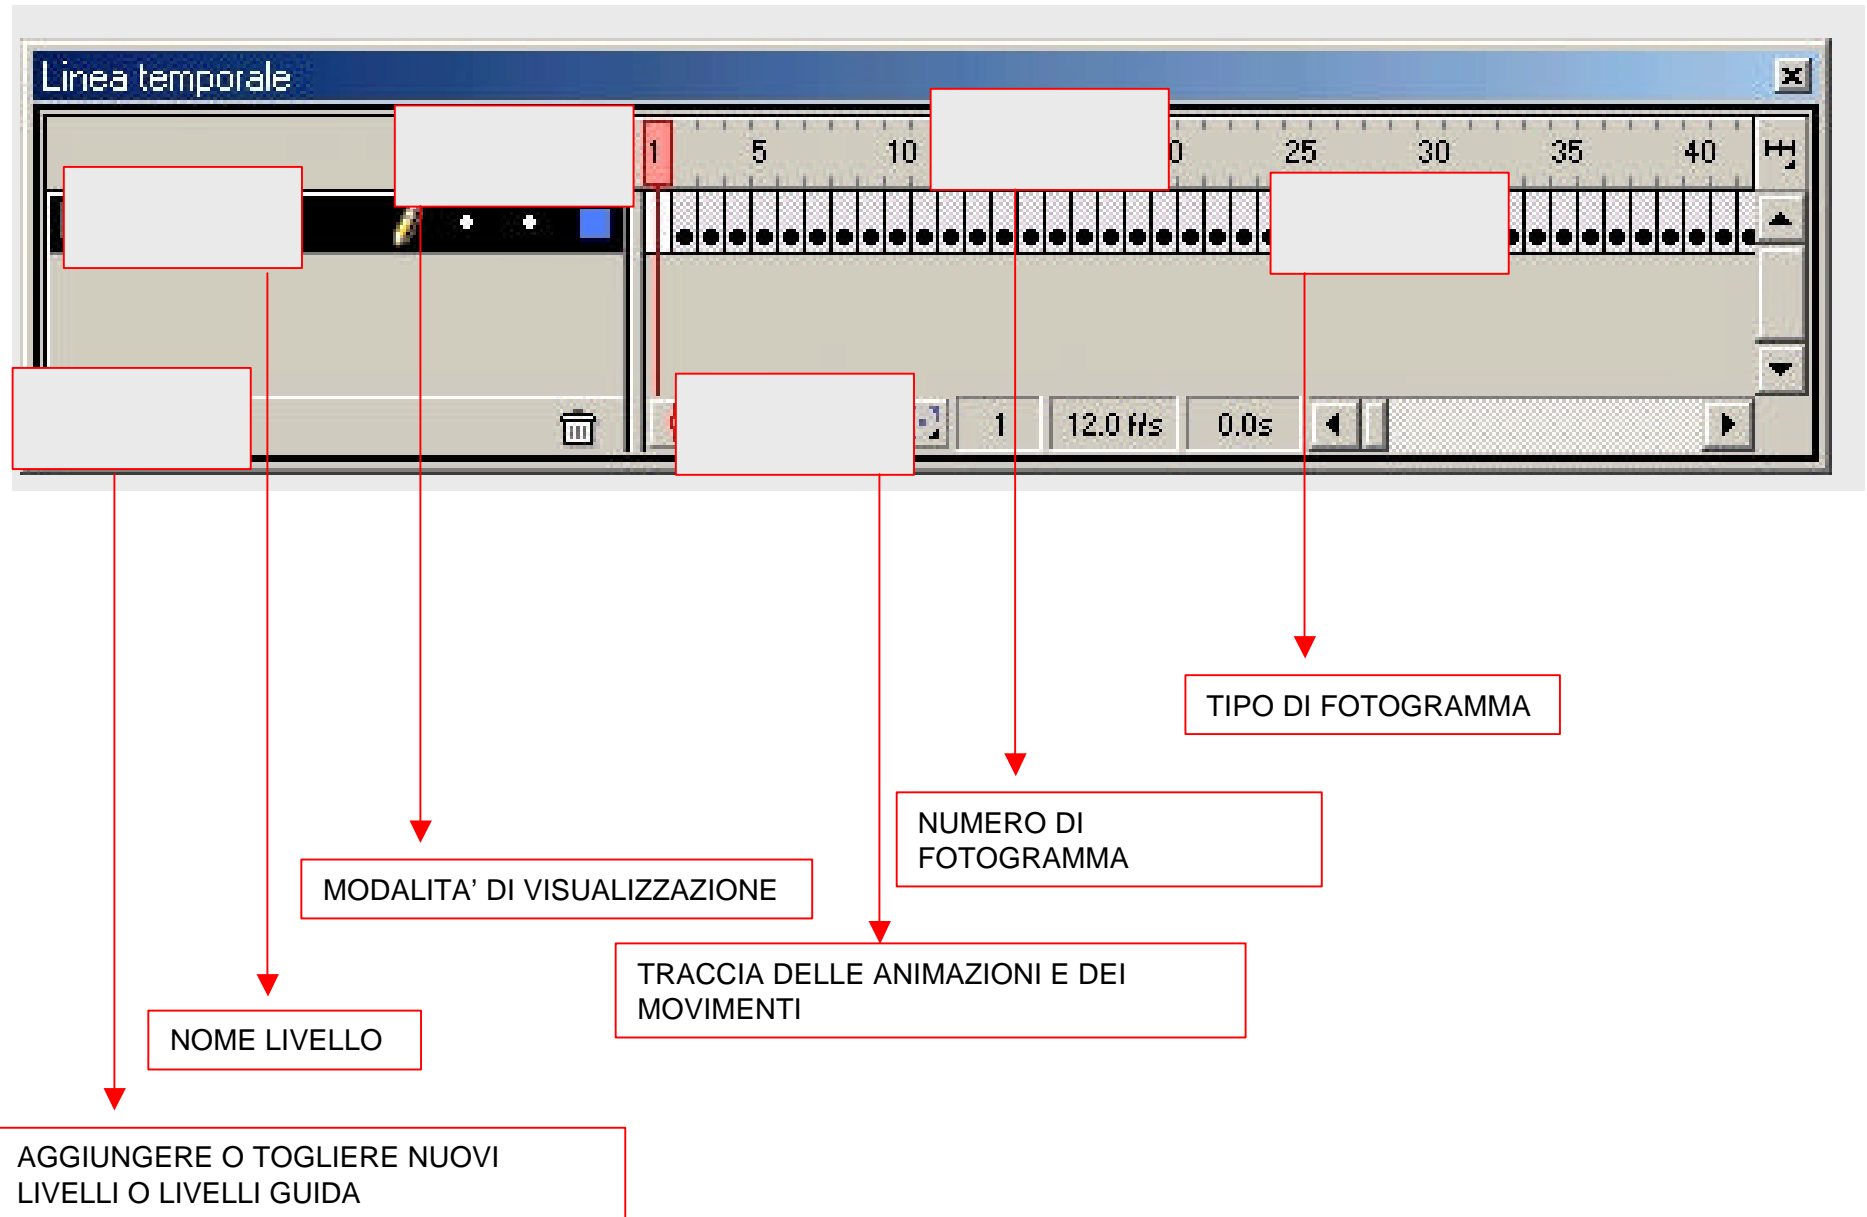 Linea temporale
1 5 10 0 25 30 35 40
1 12.0 f/s 0.0s
TIPO DI FOTOGRAMMA
NUMERO DI
FOTOGRAMMA
MODALITA’ DI VISUALIZZAZIONE
TRACCIA DELLE ANIMAZIONI E DEI
MOVIMENTI
NOME LIVELLO
AGGIUNGERE O TOGLIERE NUOVI
LIVELLI O LIVELLI GUIDA